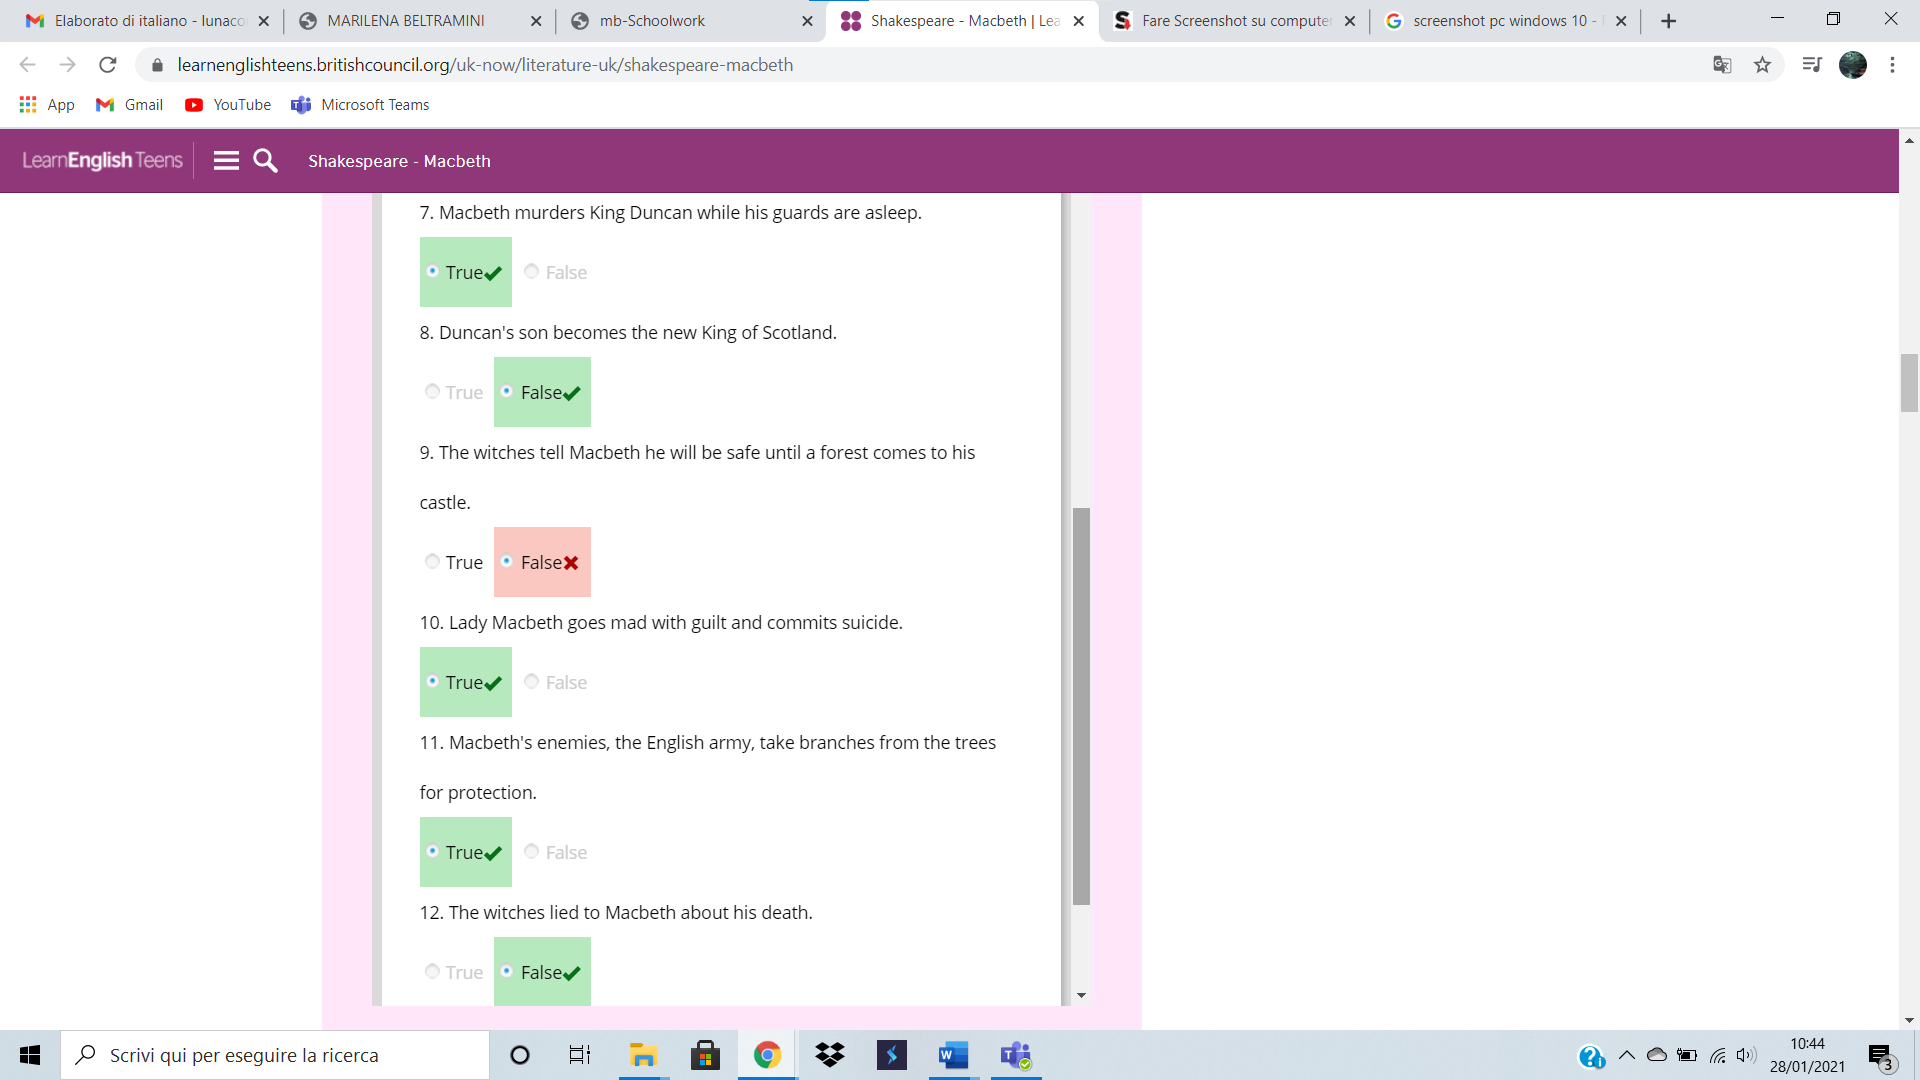 Elaborato di italiano - lunaco
MARILENA BELTRAMINI
mb-Schoolwork
Shakespeare - Macbeth | Lea
Fare Screenshot su computer
screenshot pc windows 10 -
learnenglishteens.britishcouncil.org/uk-now/literature-uk/shakespeare-macbeth
App
Gmail
YouTube
Microsoft Teams
LearnEnglish Teens
Shakespeare - Macbeth
7. Macbeth murders King Duncan while his guards are asleep.
True False
8. Duncan's son becomes the new King of Scotland.
True False
9. The witches tell Macbeth he will be safe until a forest comes to his
castle.
True False
10. Lady Macbeth goes mad with guilt and commits suicide.
True False
11. Macbeth's enemies, the English army, take branches from the trees
for protection.
True False
12. The witches lied to Macbeth about his death.
True False
Scrivi qui per eseguire la ricerca
10:44
28/01/2021
3